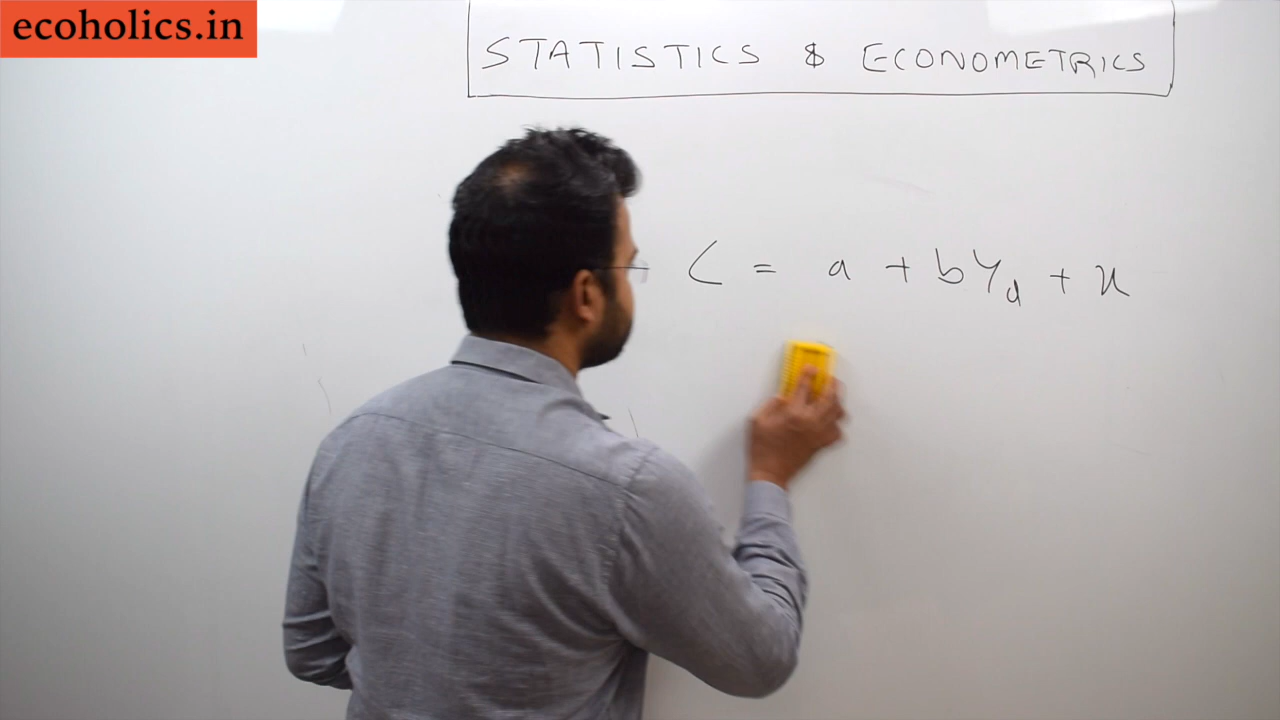 ecoholics.in
STATISTICS & ECONOMETRICS
C = a + bYd + u